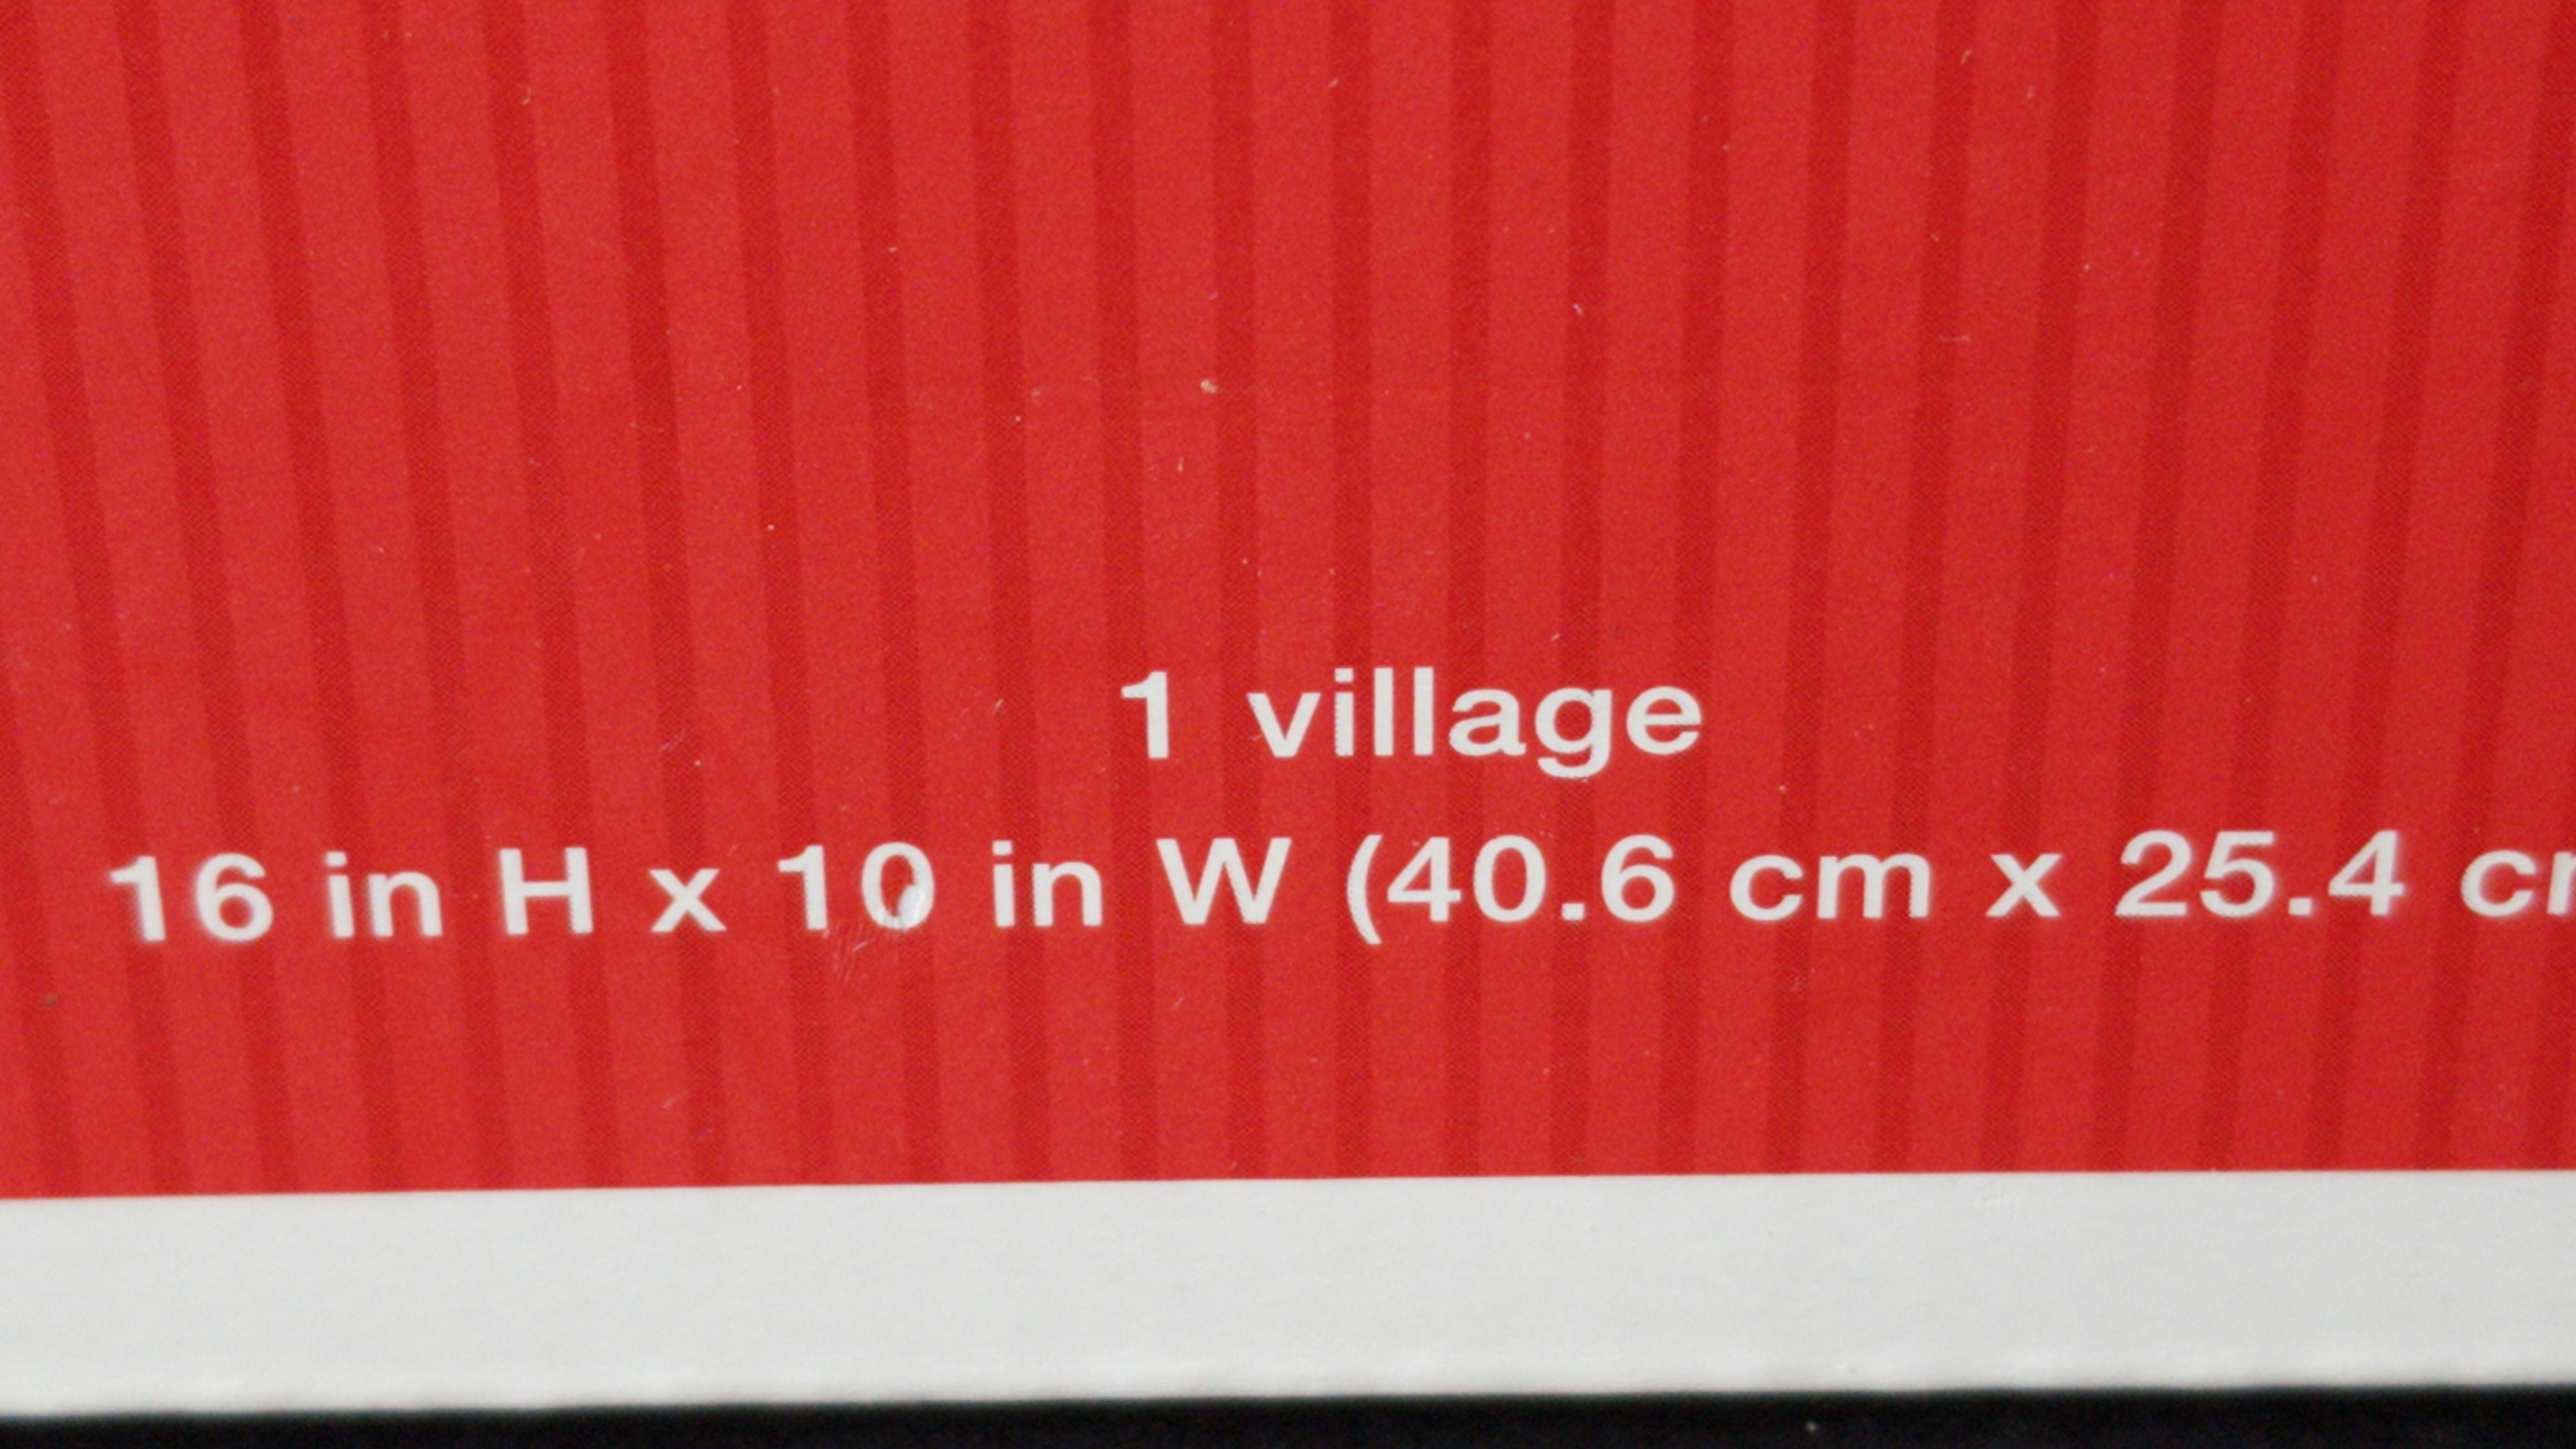 1 village
16 in H x 10 in W (40.6 cm x 25.4